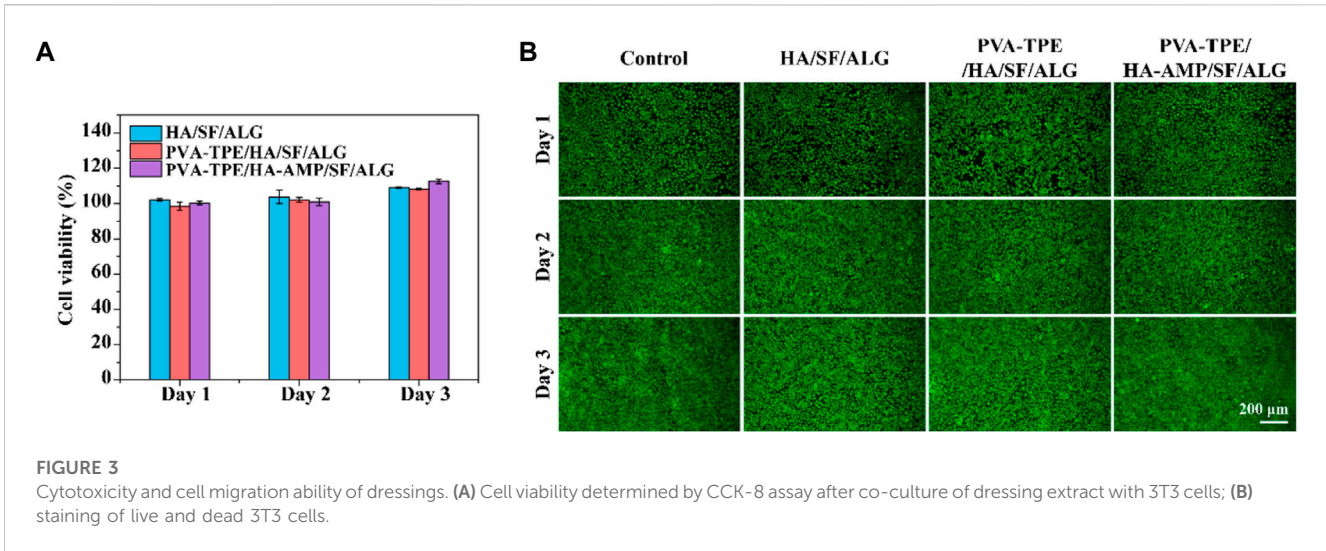 A
140
120
100
80
60
40
20
0
Cell viability (%)
HA/SF/ALG
PVA-TPE/HA/SF/ALG
PVA-TPE/HA-AMP/SF/ALG
Day 1 Day 2 Day 3
B
Control
HA/SF/ALG
PVA-TPE
/HA/SF/ALG
PVA-TPE/
HA-AMP/SF/ALG
Day 1
Day 2
Day 3
200 µm
FIGURE 3
Cytotoxicity and cell migration ability of dressings. (A) Cell viability determined by CCK-8 assay after co-culture of dressing extract with 3T3 cells; (B)
staining of live and dead 3T3 cells.